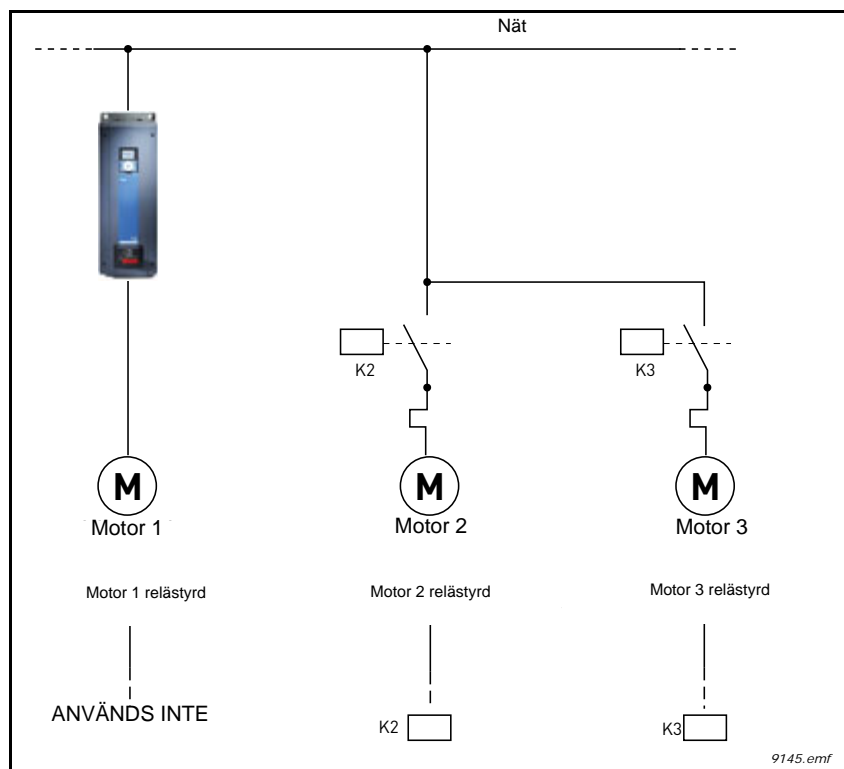 Nät
K2
K3
M
M
M
Motor 1
Motor 2
Motor 3
Motor 1 relästyrd
Motor 2 relästyrd
Motor 3 relästyrd
ANVÄNDS INTE
K2
K3
9145.emf